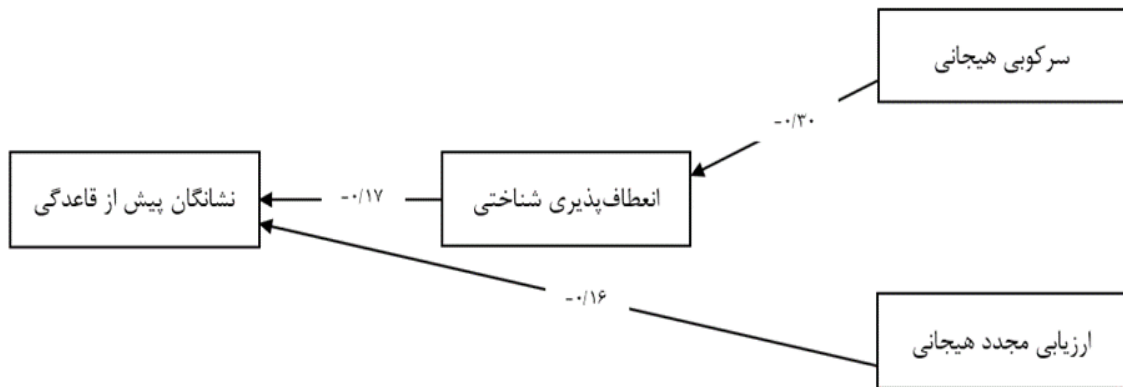 سرکوبی هیجانی
-۰/۳۰
انعطاف‌پذیری شناختی
-۰/۱۷
نشانگان پیش از قاعدگی
-۰/۱۶
ارزیابی مجدد هیجانی